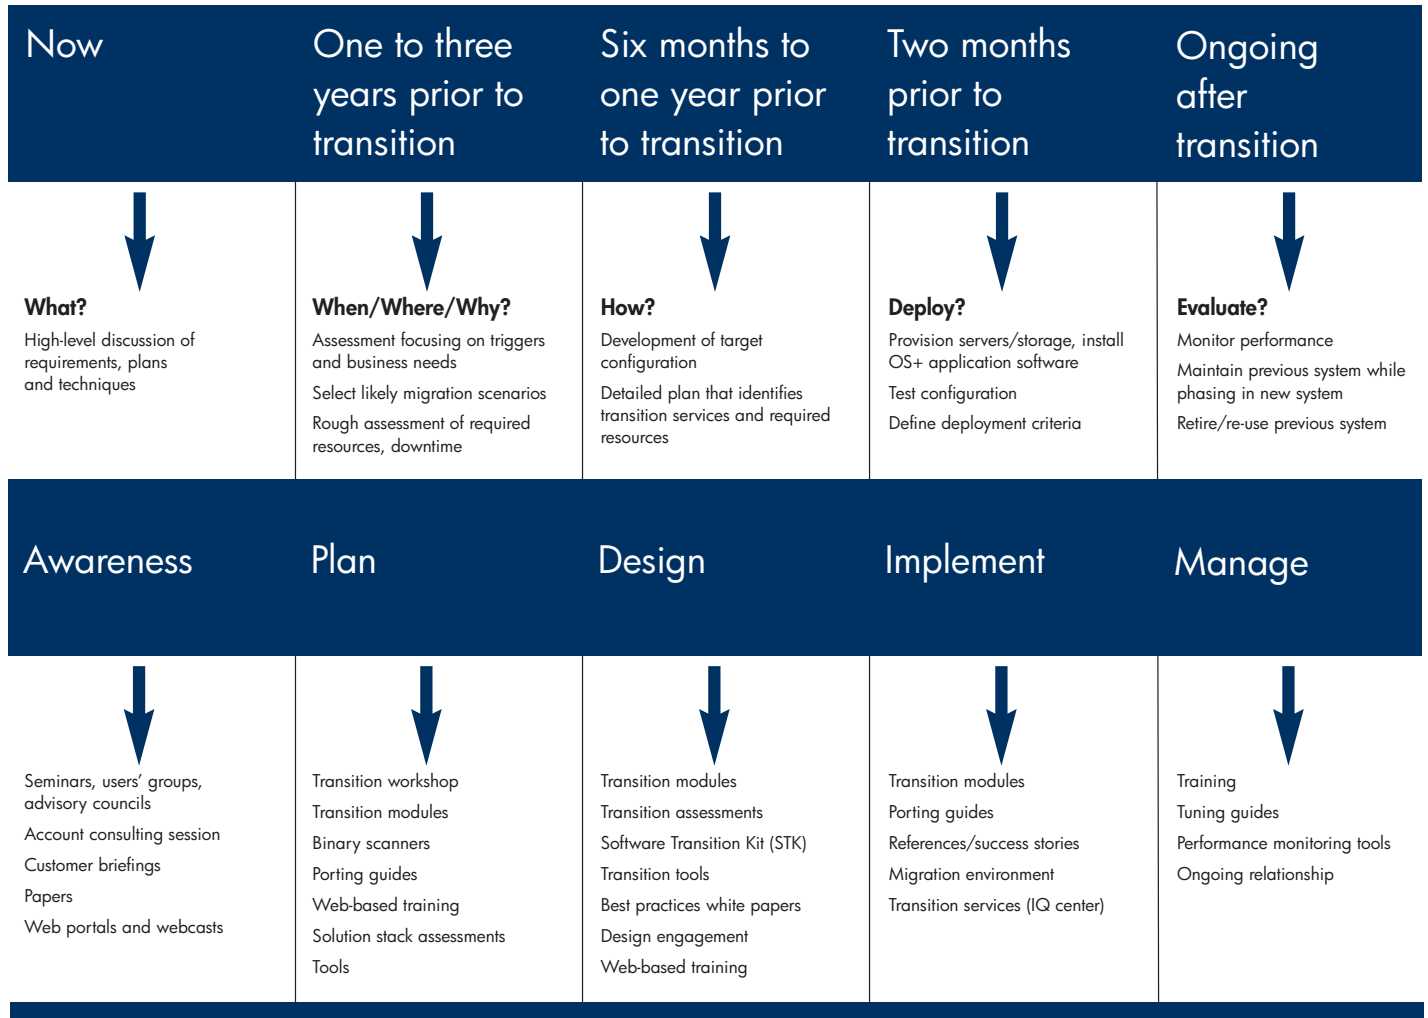 Now
One to three
years prior to
transition
Six months to
one year prior
to transition
Two months
prior to
transition
Ongoing
after
transition
What?
High-level discussion of
requirements, plans
and techniques
When/Where/Why?
Assessment focusing on triggers
and business needs
Select likely migration scenarios
Rough assessment of required
resources, downtime
How?
Development of target
configuration
Detailed plan that identifies
transition services and required
resources
Deploy?
Provision servers/storage, install
OS+ application software
Test configuration
Define deployment criteria
Evaluate?
Monitor performance
Maintain previous system while
phasing in new system
Retire/re-use previous system
Awareness
Plan
Design
Implement
Manage
Seminars, users’ groups,
advisory councils
Account consulting session
Customer briefings
Papers
Web portals and webcasts
Transition workshop
Transition modules
Binary scanners
Porting guides
Web-based training
Solution stack assessments
Tools
Transition modules
Transition assessments
Software Transition Kit (STK)
Transition tools
Best practices white papers
Design engagement
Web-based training
Transition modules
Porting guides
References/success stories
Migration environment
Transition services (IQ center)
Training
Tuning guides
Performance monitoring tools
Ongoing relationship